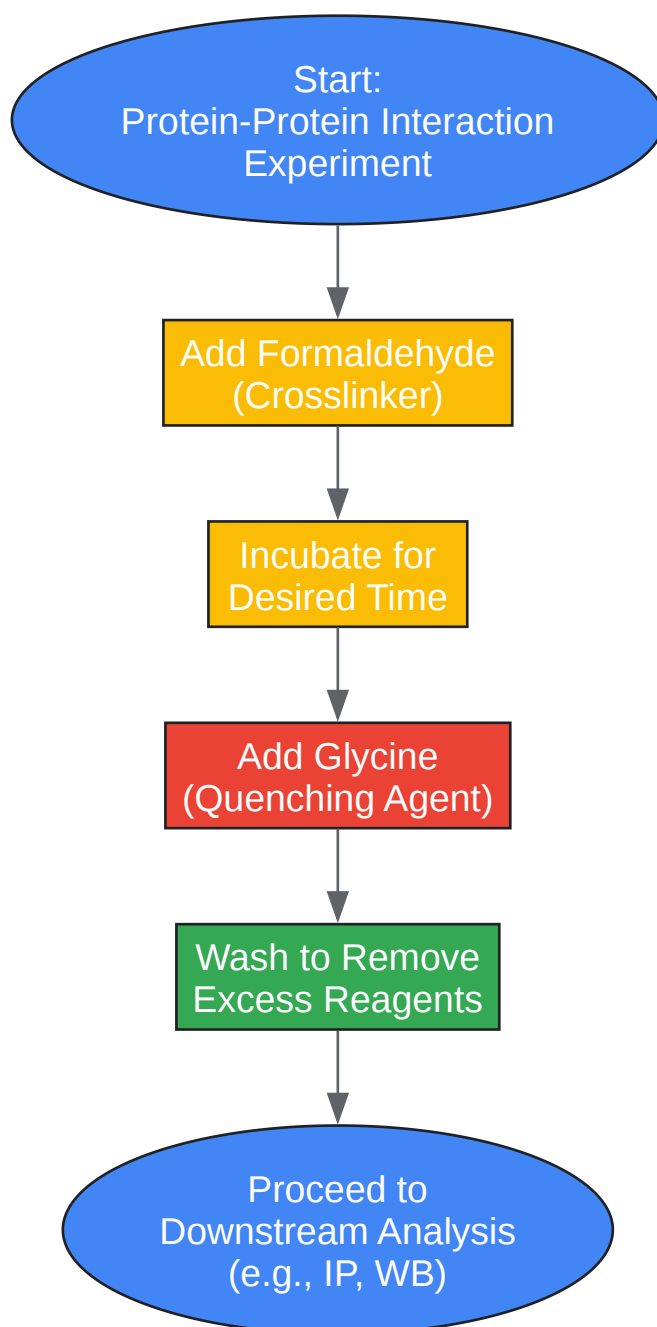 Start:
Protein-Protein Interaction
Experiment
Add Formaldehyde
(Crosslinker)
Incubate for
Desired Time
Add Glycine
(Quenching Agent)
Wash to Remove
Excess Reagents
Proceed to
Downstream Analysis
(e.g., IP, WB)